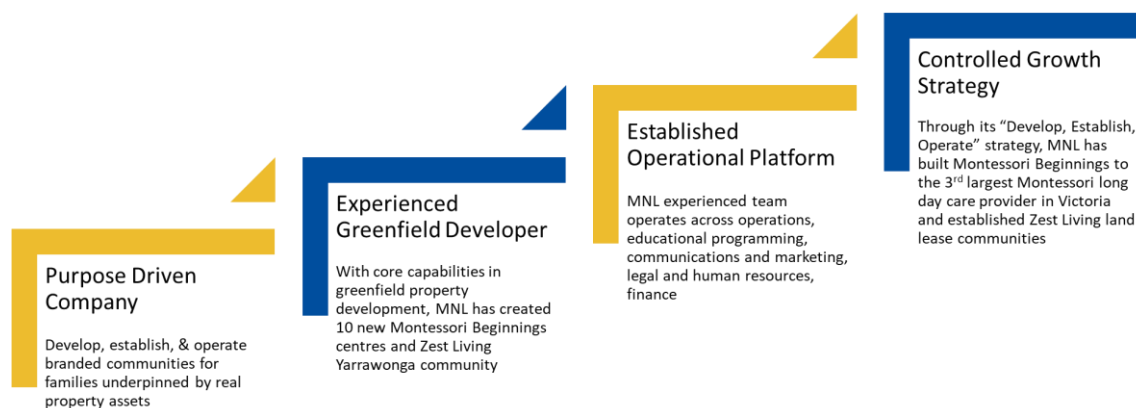 Purpose Driven
Company
Develop, establish, & operate
branded communities for
families underpinned by real
property assets
Experienced
Greenfield Developer
With core capabilities in
greenfield property
development, MNL has created
10 new Montessori Beginnings
centres and Zest Living
Yarrawonga community
Established
Operational Platform
MNL experienced team
operates across operations,
educational programming,
communications and marketing,
legal and human resources,
finance
Controlled Growth
Strategy
Through its “Develop, Establish,
Operate” strategy, MNL has
built Montessori Beginnings to
the 3rd largest Montessori long
day care provider in Victoria
and established Zest Living land
lease communities